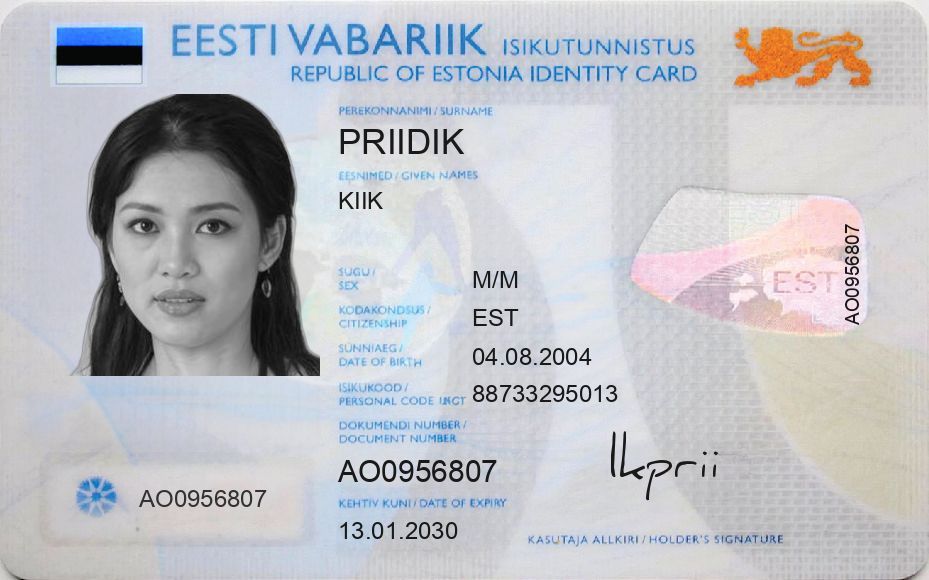 EESTI VABARIIK ISIKUTUNNISTUS
REPUBLIC OF ESTONIA IDENTITY CARD
PEREKONNANIMI / SURNAME
PRIIDIK
EESNIMED / GIVEN NAMES
KIIK
SUGU /
SEX
M/M
KODAKONDSUS /
CITIZENSHIP
EST
SÜNNIAEG /
DATE OF BIRTH
04.08.2004
ISIKUKOOD /
PERSONAL CODE
88733295013
DOKUMENDI NUMBER /
DOCUMENT NUMBER
AO0956807
KEHTIV KUNI / DATE OF EXPIRY
13.01.2030
AO0956807
EST
AO0956807
Ikprii
KASUTAJA ALLKIRI / HOLDER'S SIGNATURE